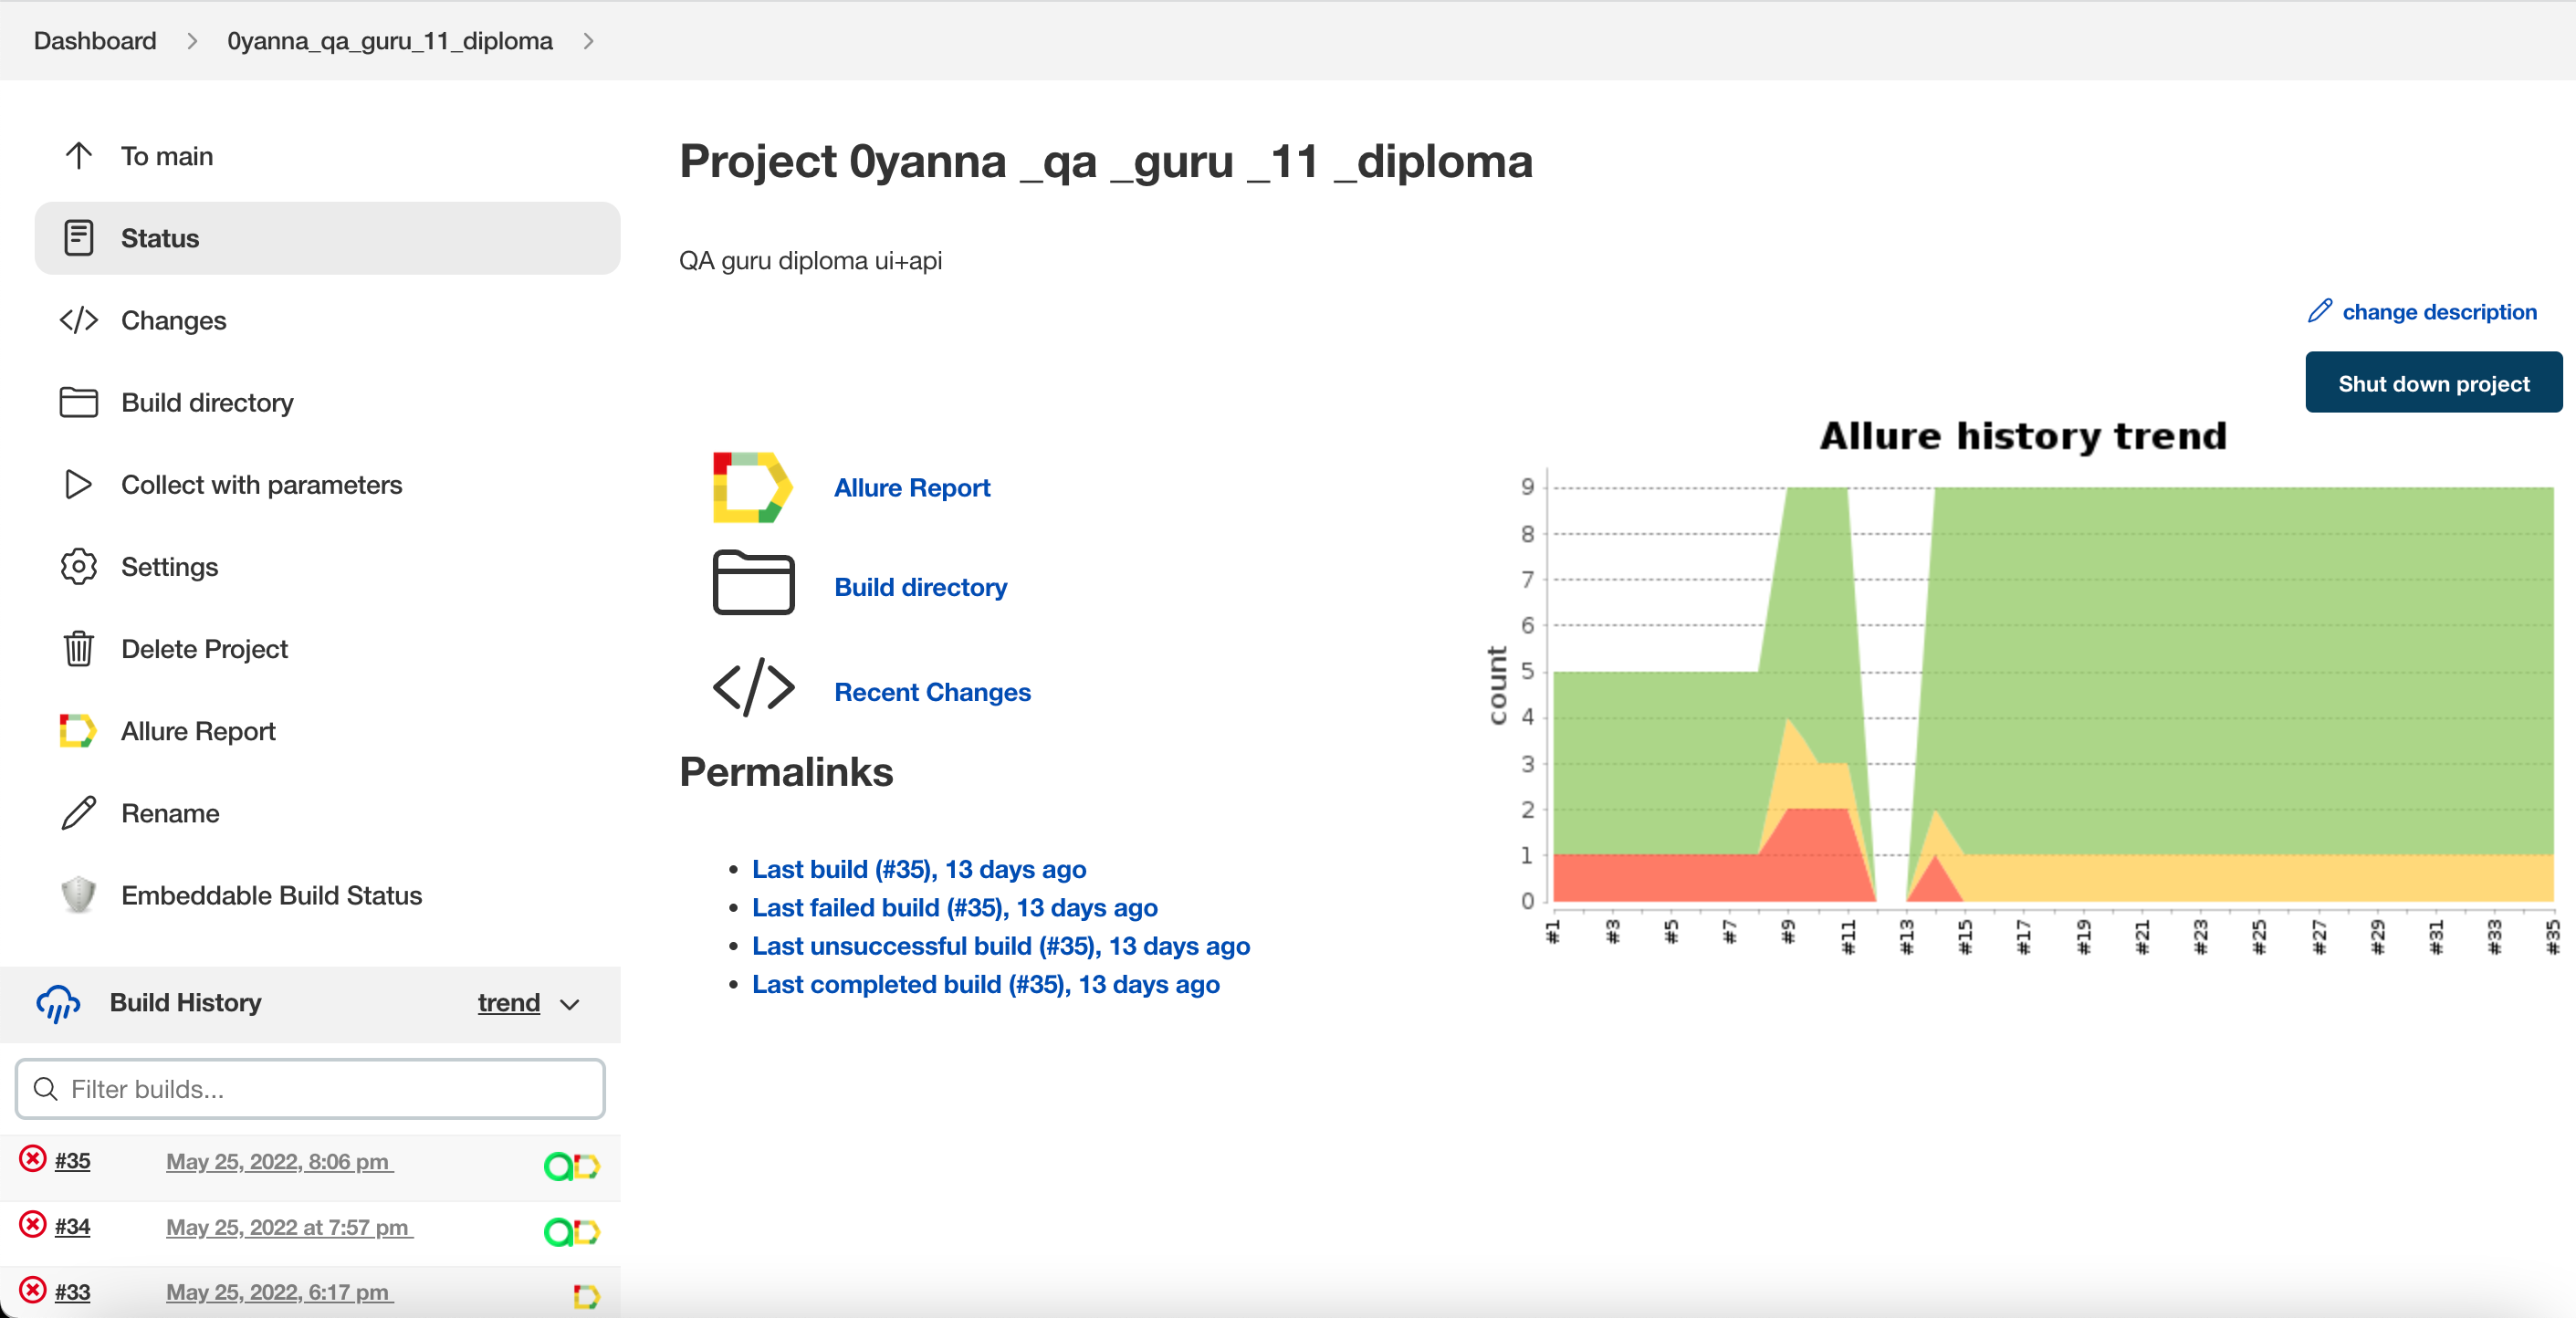 Dashboard > 0yanna_qa_guru_11_diploma >
To main
Status
Changes
Build directory
Collect with parameters
Settings
Delete Project
Allure Report
Rename
Embeddable Build Status
Build History trend
Filter builds...
#35 May 25, 2022, 8:06 pm
#34 May 25, 2022 at 7:57 pm
#33 May 25, 2022, 6:17 pm
Project 0yanna _qa _guru _11 _diploma
QA guru diploma ui+api
change description
Shut down project
Allure Report
Build directory
Recent Changes
Permalinks
• Last build (#35), 13 days ago
• Last failed build (#35), 13 days ago
• Last unsuccessful build (#35), 13 days ago
• Last completed build (#35), 13 days ago
Allure history trend
count
9
8
7
6
5
4
3
2
1
0
#1 #3 #5 #7 #9 #11 #13 #15 #17 #19 #21 #23 #25 #27 #29 #31 #33 #35